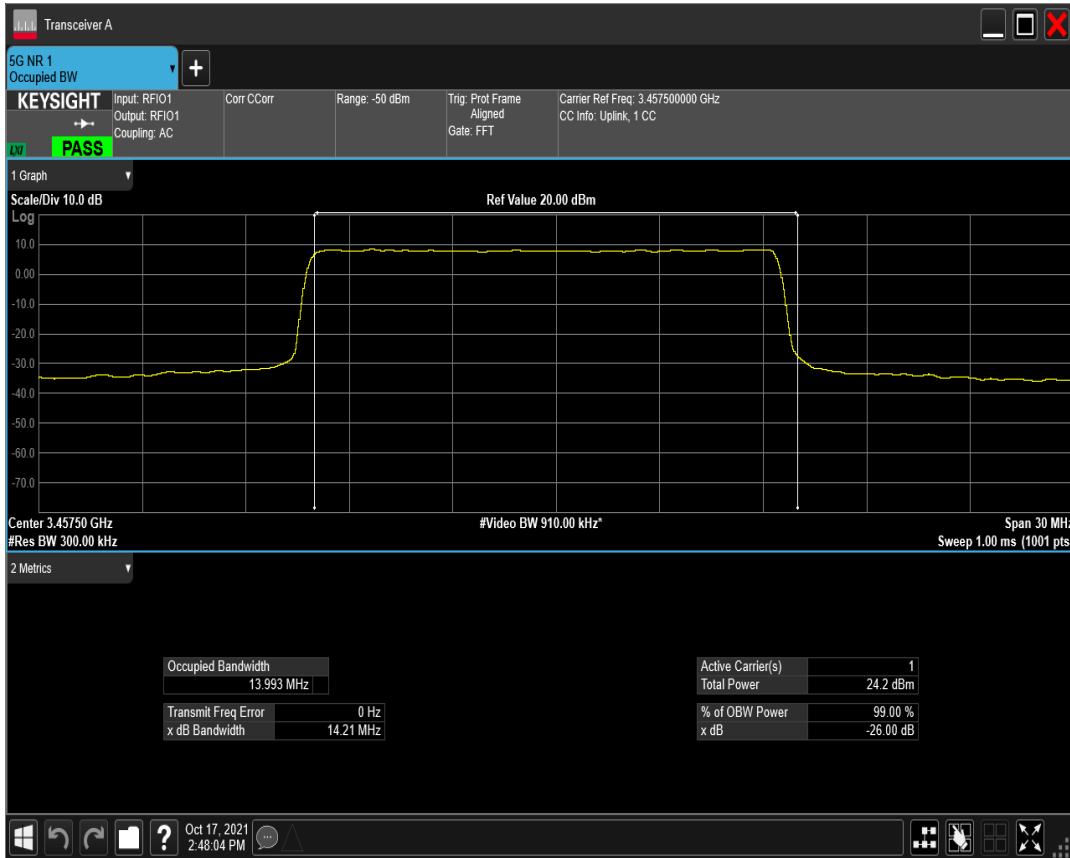 Transceiver A
5G NR 1
Occupied BW
KEYSIGHT
Input: RFIO1
Output: RFIO1
Coupling: AC
Corr CCorr
Range: -50 dBm
Trig: Prot Frame
Aligned
Gate: FFT
Carrier Ref Freq: 3.457500000 GHz
CC Info: Uplink, 1 CC
LXI
PASS
1 Graph
Scale/Div 10.0 dB
Ref Value 20.00 dBm
Log
10.0
0.00
-10.0
-20.0
-30.0
-40.0
-50.0
-60.0
-70.0
Center 3.45750 GHz
#Video BW 910.00 kHz*
Span 30 MHz
#Res BW 300.00 kHz
Sweep 1.00 ms (1001 pts
2 Metrics
Occupied Bandwidth
13.993 MHz
Transmit Freq Error 0 Hz
x dB Bandwidth 14.21 MHz
Active Carrier(s) 1
Total Power 24.2 dBm
% of OBW Power 99.00 %
x dB -26.00 dB
?
Oct 17, 2021
2:48:04 PM